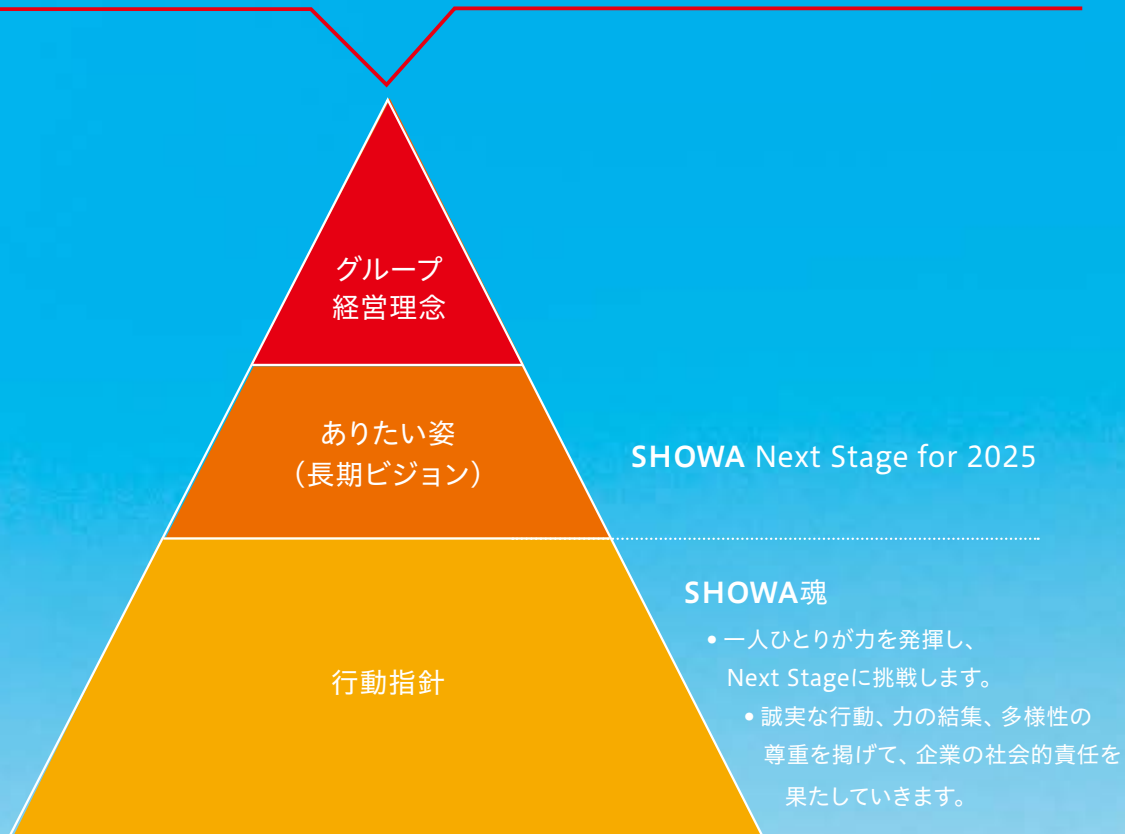 グループ
経営理念
ありたい姿
（長期ビジョン）
SHOWA Next Stage for 2025
行動指針
SHOWA魂
• 一人ひとりが力を発揮し、
Next Stageに挑戦します。
• 誠実な行動、力の結集、多様性の
尊重を掲げて、企業の社会的責任を
果たしていきます。